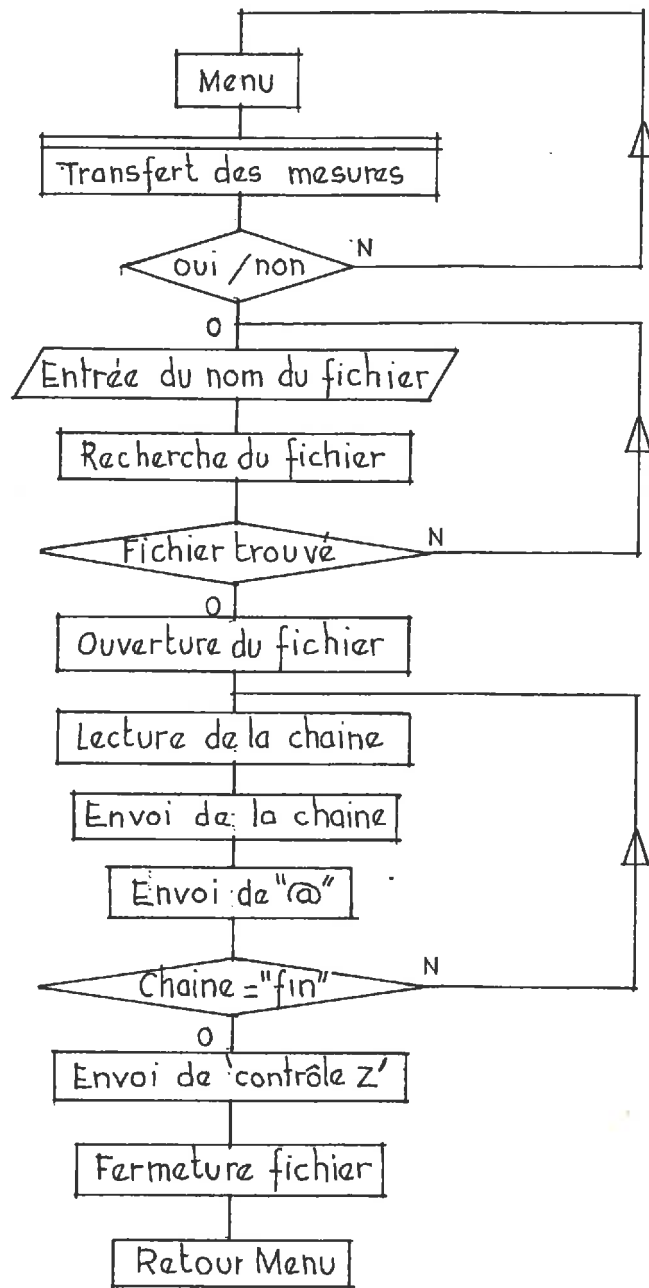 Menu
Transfert des mesures
oui / non
N
O
Entrée du nom du fichier
Recherche du fichier
Fichier trouvé
N
O
Ouverture du fichier
Lecture de la chaine
Envoi de la chaine
Envoi de "@"
Chaine = "fin"
N
O
Envoi de 'contrôle Z'
Fermeture fichier
Retour Menu